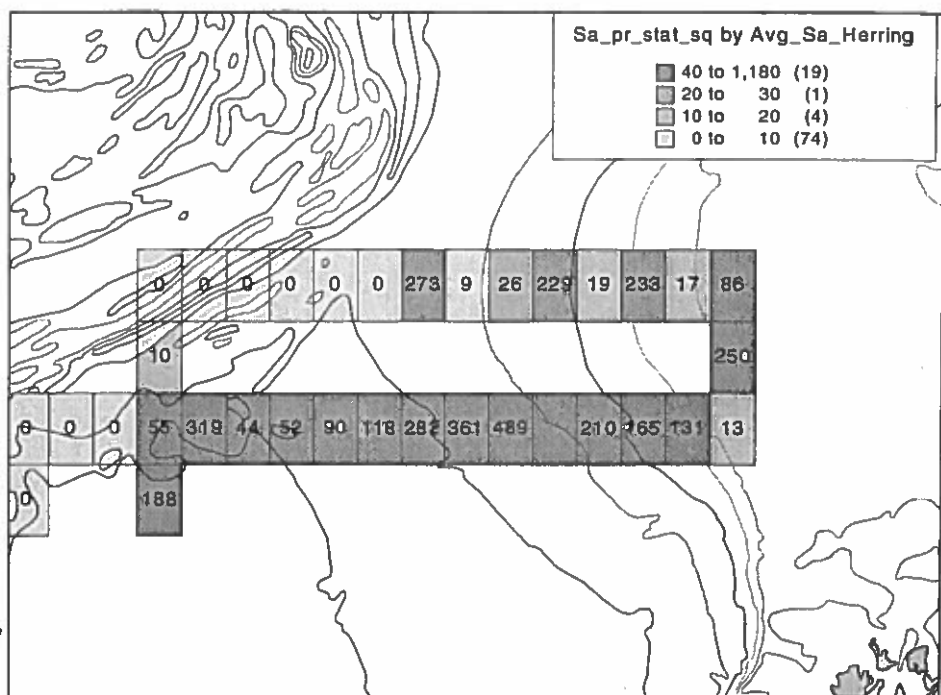 Sa_pr_stat_sq by Avg_Sa_Herring
40 to 1,180 (19)
20 to 30 (1)
10 to 20 (4)
0 to 10 (74)
0 0 0 0 0 0 273 9 26 229 19 233 17 86
10 250
0 0 0 55 319 44 52 90 118 282 361 489 210 165 131 13
0 188